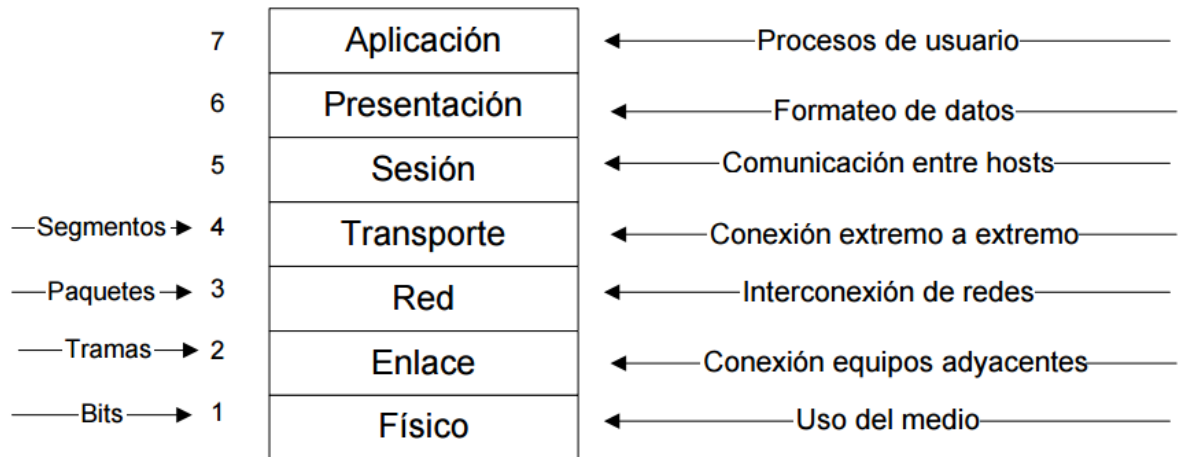 7 Aplicación Procesos de usuario
6 Presentación Formateo de datos
5 Sesión Comunicación entre hosts
Segmentos 4 Transporte Conexión extremo a extremo
Paquetes 3 Red Interconexión de redes
Tramas 2 Enlace Conexión equipos adyacentes
Bits 1 Físico Uso del medio